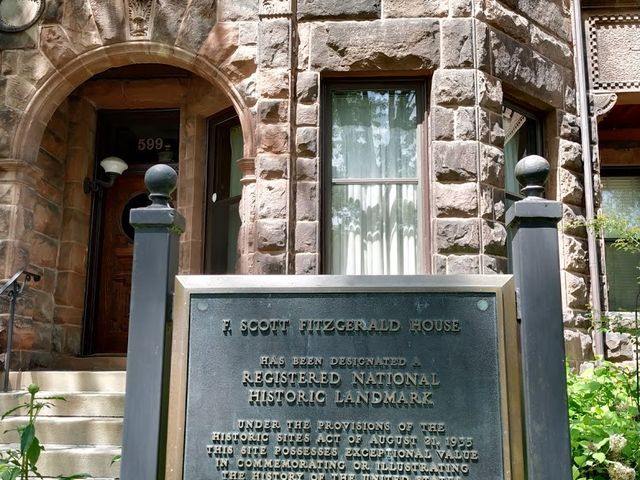 599
F. SCOTT FITZGERALD HOUSE
HAS BEEN DESIGNATED A
REGISTERED NATIONAL
HISTORIC LANDMARK
UNDER THE PROVISIONS OF THE
HISTORIC SITES ACT OF AUGUST 21, 1935
THIS SITE POSSESSES EXCEPTIONAL VALUE
IN COMMEMORATING OR ILLUSTRATING
THE HISTORY OF THE UNITED STATES